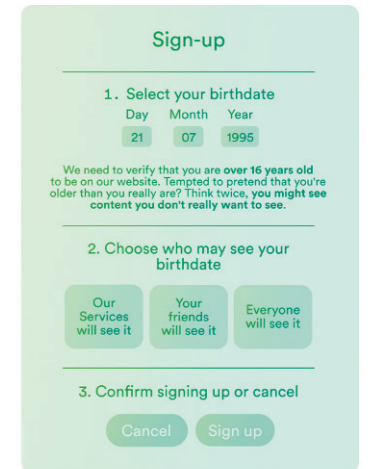 Sign-up
1. Select your birthdate
Day Month Year
21 07 1995
We need to verify that you are over 16 years old
to be on our website. Tempted to pretend that you're
older than you really are? Think twice, you might see
content you don't really want to see.
2. Choose who may see your
birthdate
Our
Services
will see it
Your
friends
will see it
Everyone
will see it
3. Confirm signing up or cancel
Cancel Sign up